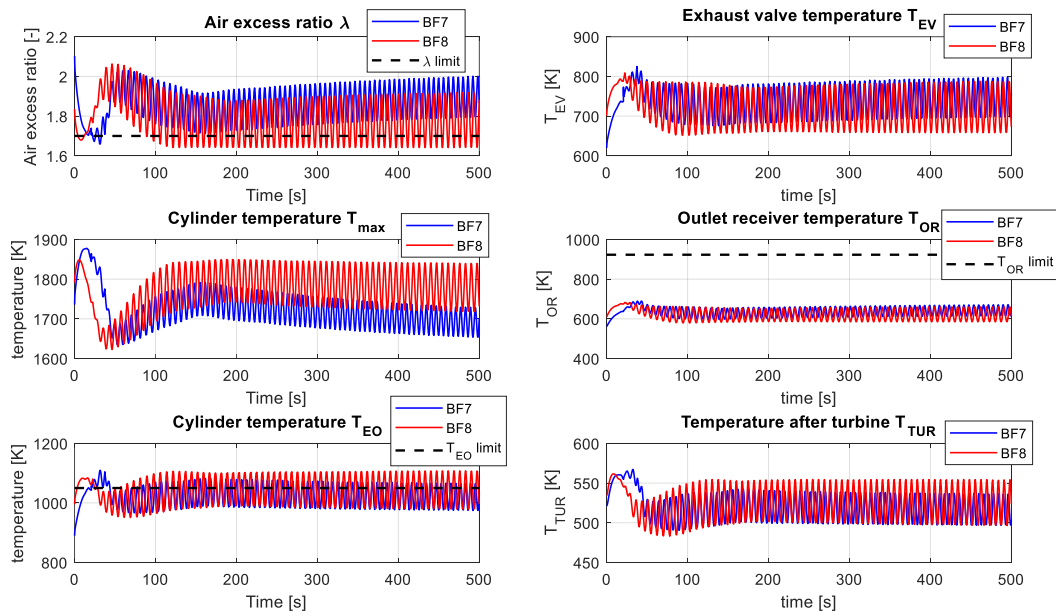 Air excess ratio λ
BF7
BF8
λ limit
Air excess ratio [-]
2.2
2
1.8
1.6
0 100 200 300 400 500
Time [s]
Exhaust valve temperature T_EV
BF7
BF8
T_EV [K]
900
800
700
600
0 100 200 300 400 500
time [s]
Cylinder temperature T_max
BF7
BF8
temperature [K]
1900
1800
1700
1600
0 100 200 300 400 500
Time [s]
Outlet receiver temperature T_OR
BF7
BF8
T_OR limit
T_OR [K]
1000
800
600
400
0 100 200 300 400 500
Time [s]
Cylinder temperature T_EO
BF7
BF8
T_EO limit
temperature [K]
1200
1000
800
0 100 200 300 400 500
Time [s]
Temperature after turbine T_TUR
BF7
BF8
T_TUR [K]
600
550
500
450
0 100 200 300 400 500
time [s]